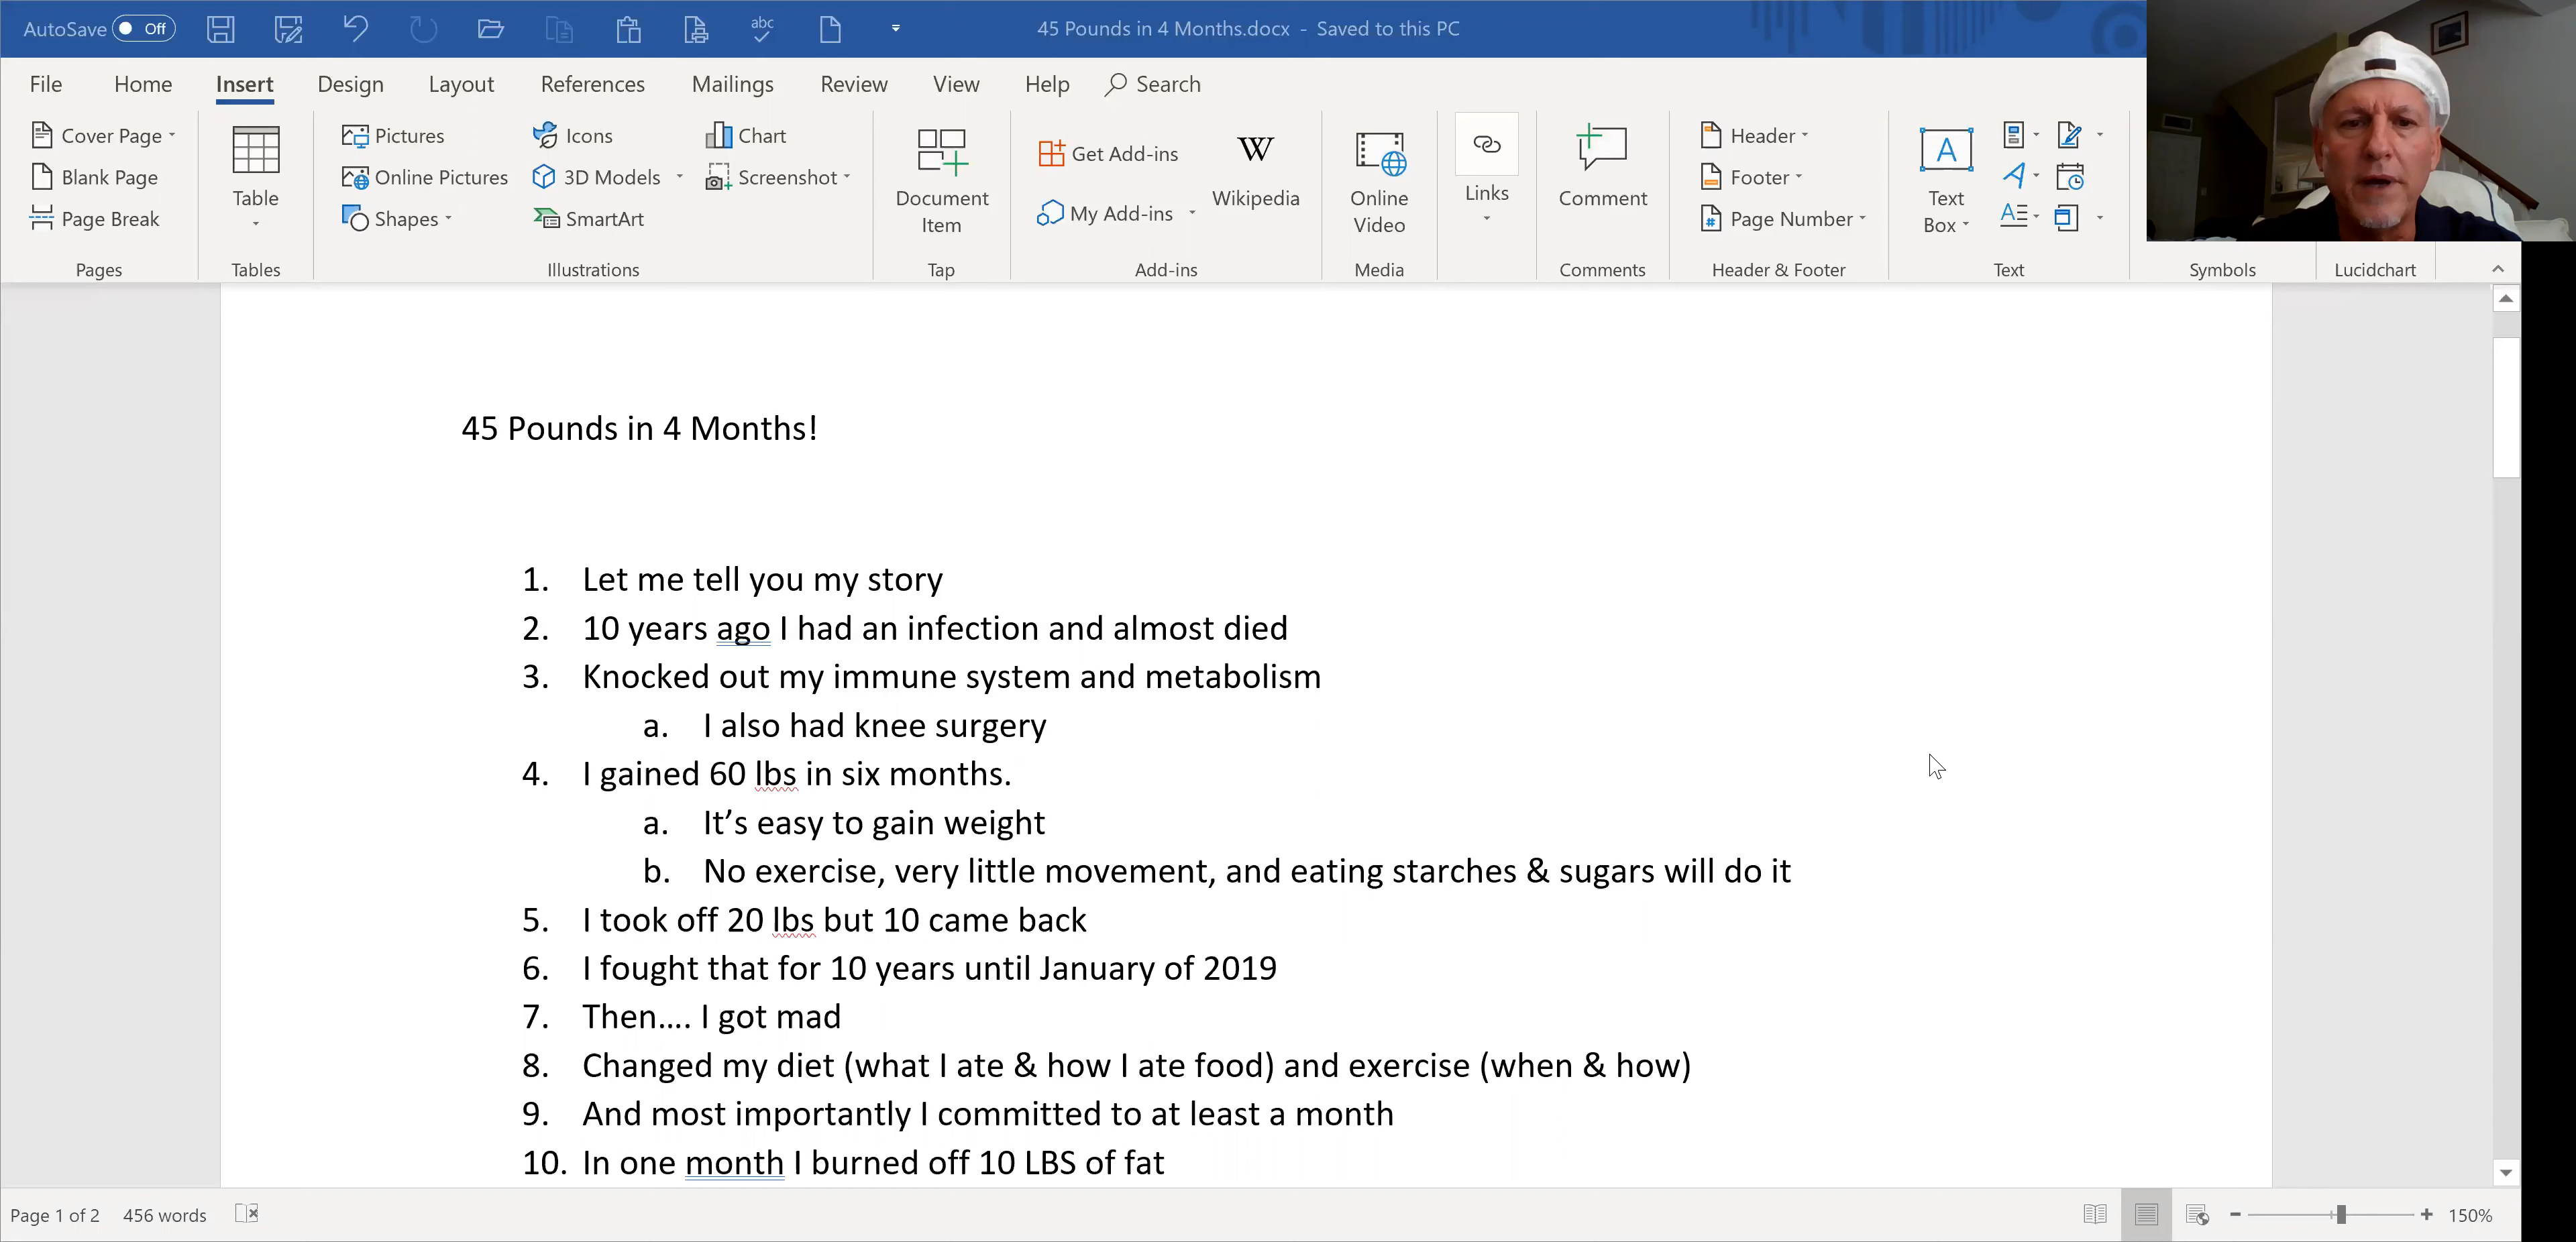 AutoSave Off
45 Pounds in 4 Months.docx - Saved to this PC
File Home Insert Design Layout References Mailings Review View Help Search
Cover Page
Blank Page
Page Break
Pages
Table
Tables
Pictures
Online Pictures
Shapes
Icons
3D Models
SmartArt
Chart
Screenshot
Illustrations
Document
Item
Tap
Get Add-ins
My Add-ins
W
Wikipedia
Add-ins
Online
Video
Media
Links
Comment
Comments
Header
Footer
Page Number
Header & Footer
A
Text
Box
Text
Symbols
Lucidchart
45 Pounds in 4 Months!
1. Let me tell you my story
2. 10 years ago I had an infection and almost died
3. Knocked out my immune system and metabolism
a. I also had knee surgery
4. I gained 60 lbs in six months.
a. It’s easy to gain weight
b. No exercise, very little movement, and eating starches & sugars will do it
5. I took off 20 lbs but 10 came back
6. I fought that for 10 years until January of 2019
7. Then…. I got mad
8. Changed my diet (what I ate & how I ate food) and exercise (when & how)
9. And most importantly I committed to at least a month
10. In one month I burned off 10 LBS of fat
Page 1 of 2 456 words
150%